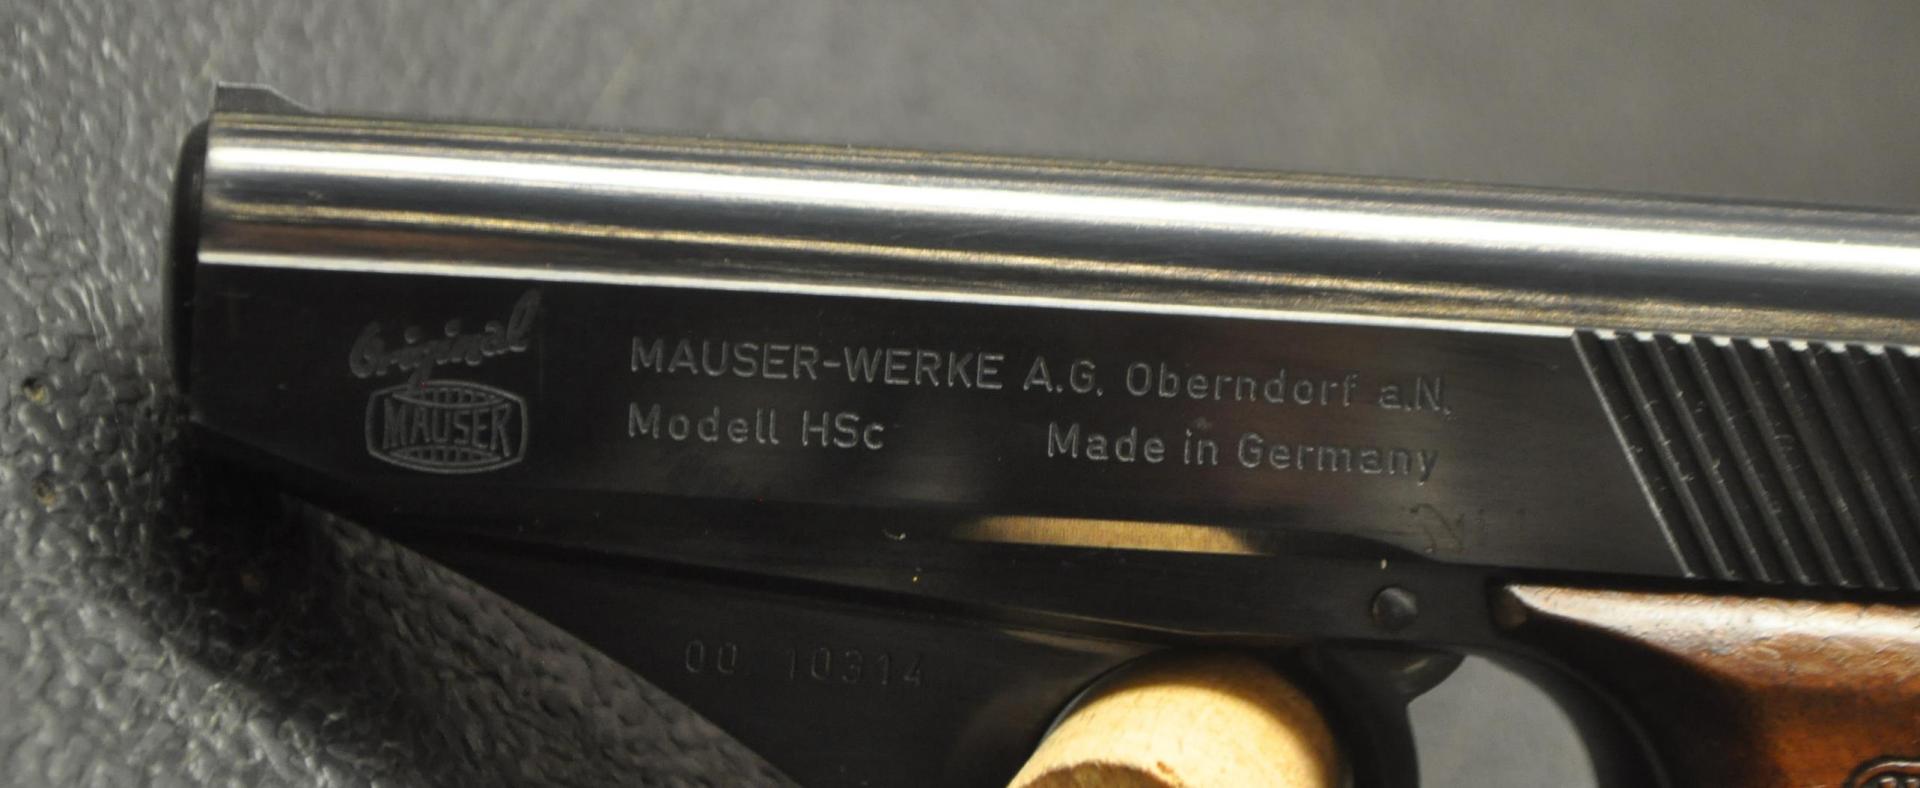 Original
MAUSER
MAUSER-WERKE A.G. Oberndorf a.N.
Modell HSc Made in Germany
00 10314